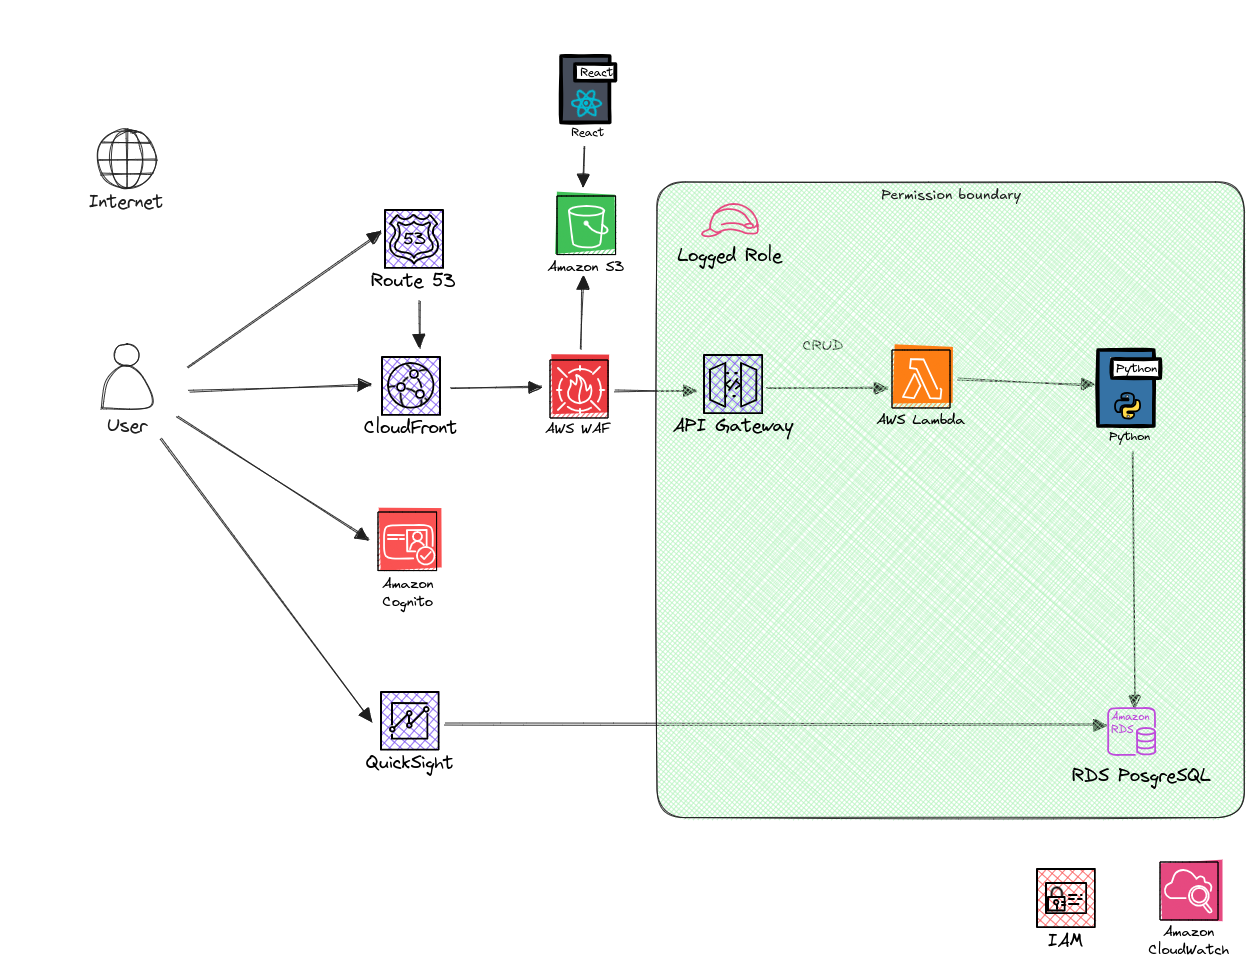 React
React
Internet
Permission boundary
53
Logged Role
Amazon S3
Route 53
CRUD
Python
AWS Lambda
User
CloudFront
AWS WAF
API Gateway
Python
Amazon
Cognito
Amazon
RDS
QuickSight
RDS PosgreSQL
IAM
Amazon
CloudWatch